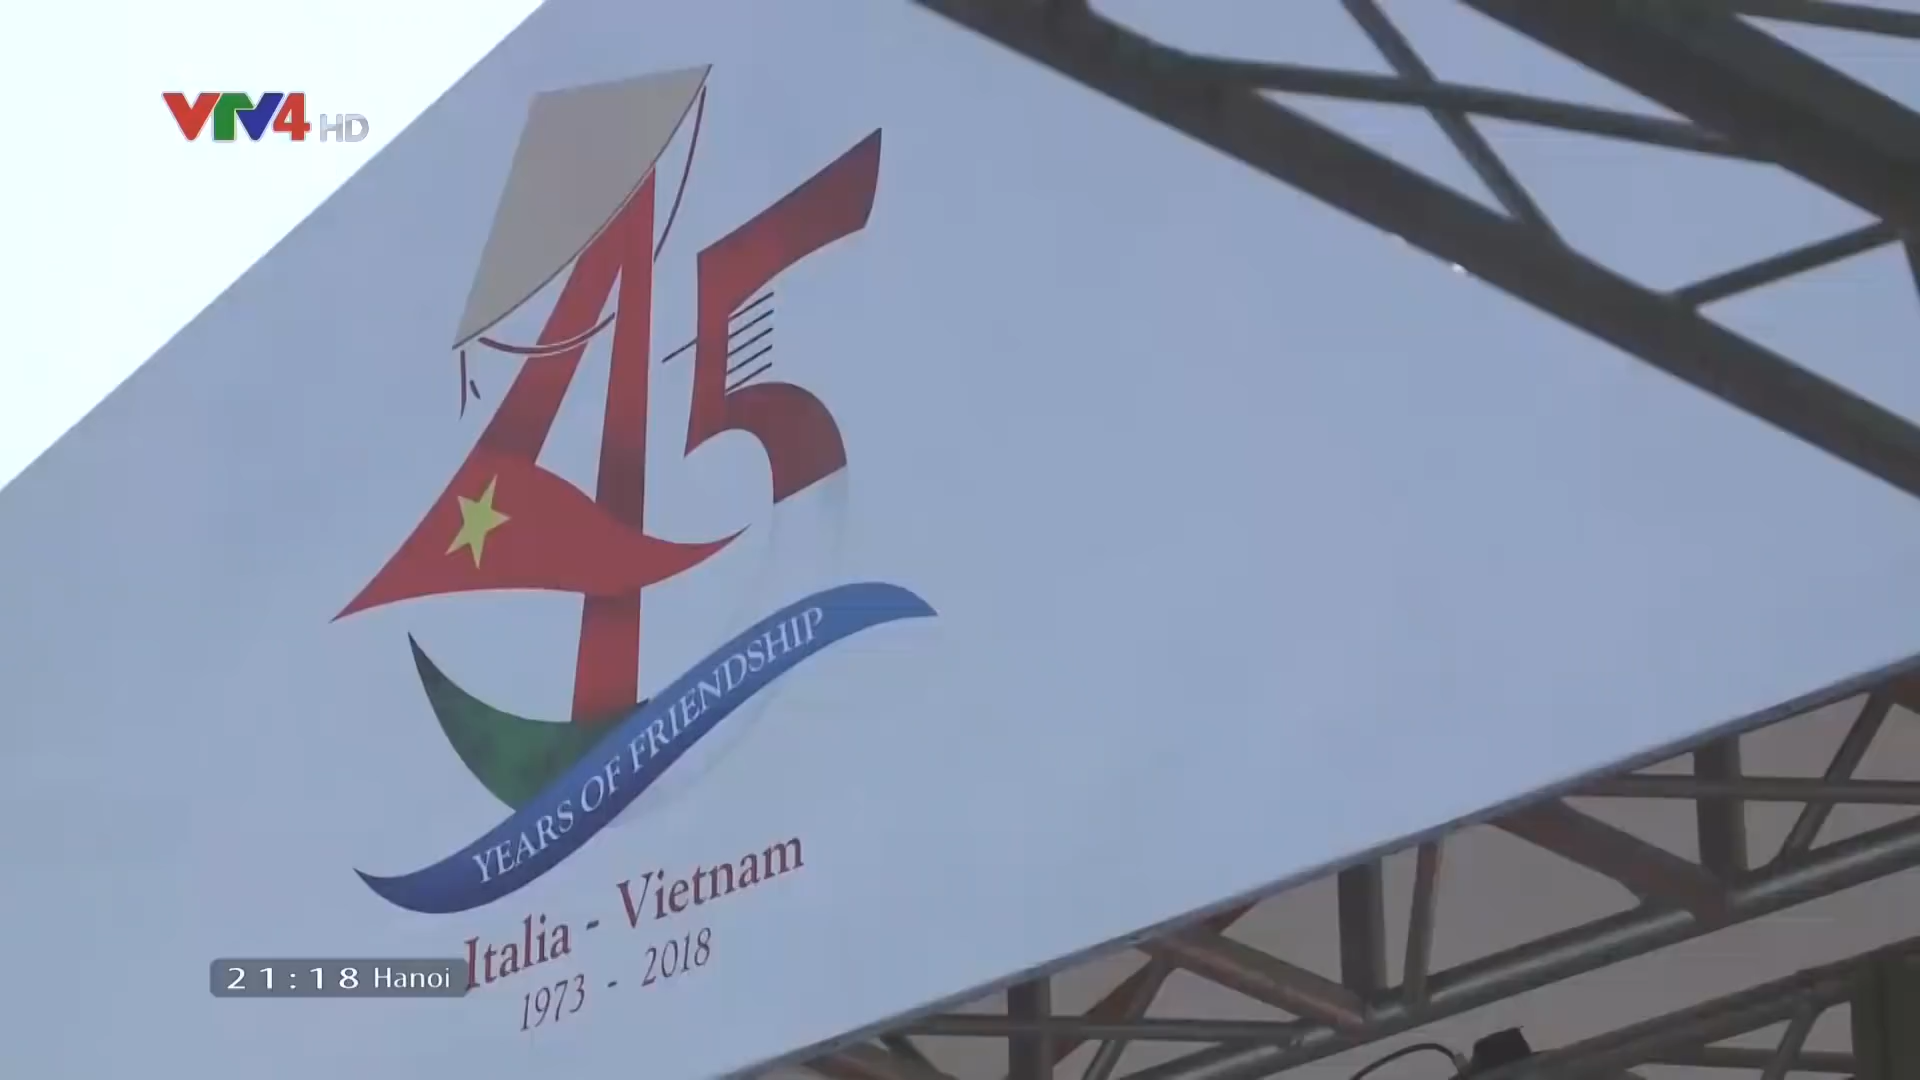 VTV4 HD
45
YEARS OF FRIENDSHIP
Italia - Vietnam
1973 - 2018
21:18 Hanoi